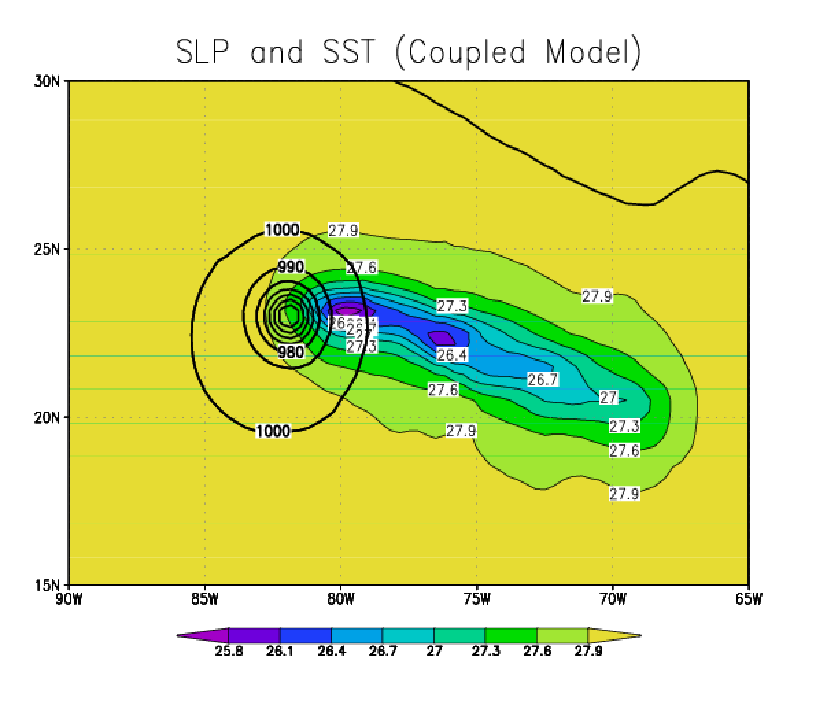 SLP and SST (Coupled Model)
30N
25N
1000
27.9
990
27.6
27.9
27.3
980
27.3
26.4
26.7
27.6
27
20N
1000
27.9
27.3
27.6
27.9
15N
90W 85W 80W 75W 70W 65W
25.8 26.1 26.4 26.7 27 27.3 27.6 27.9